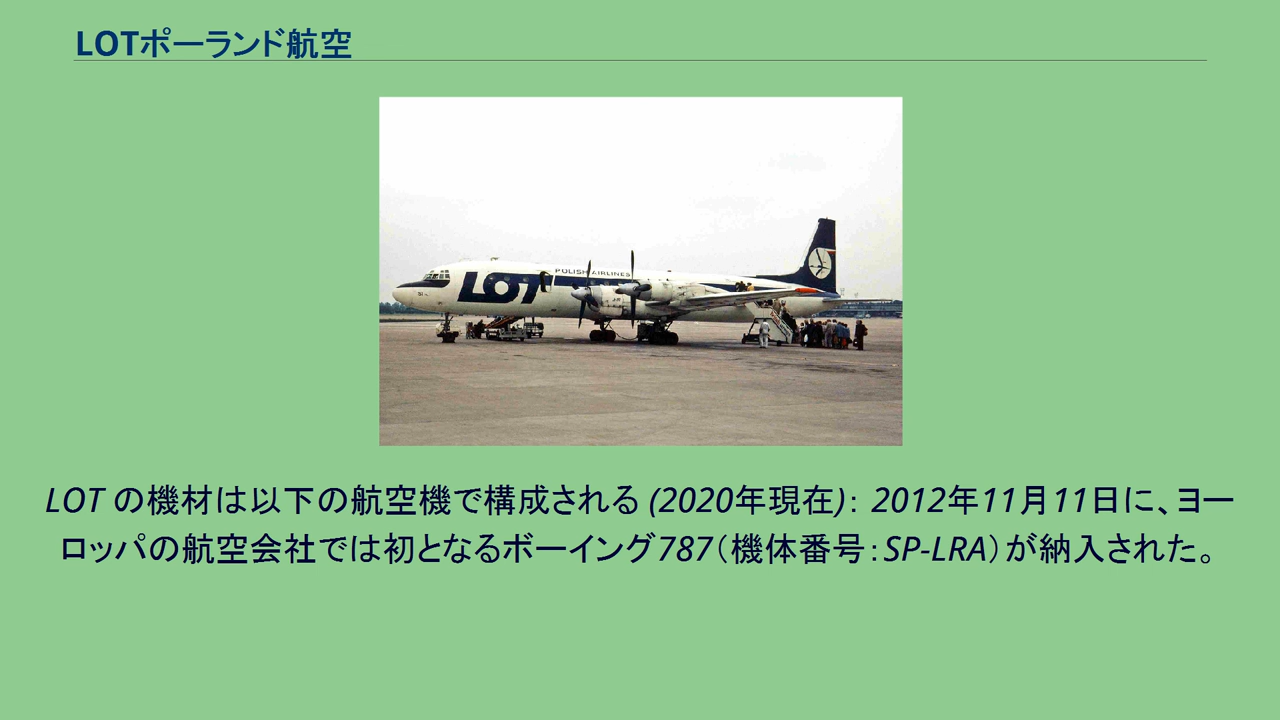 LOTポーランド航空
POLISH AIRLINES
LOT
LOT の機材は以下の航空機で構成される (2020年現在)： 2012年11月11日に、ヨー
ロッパの航空会社では初となるボーイング787（機体番号：SP-LRA）が納入された。